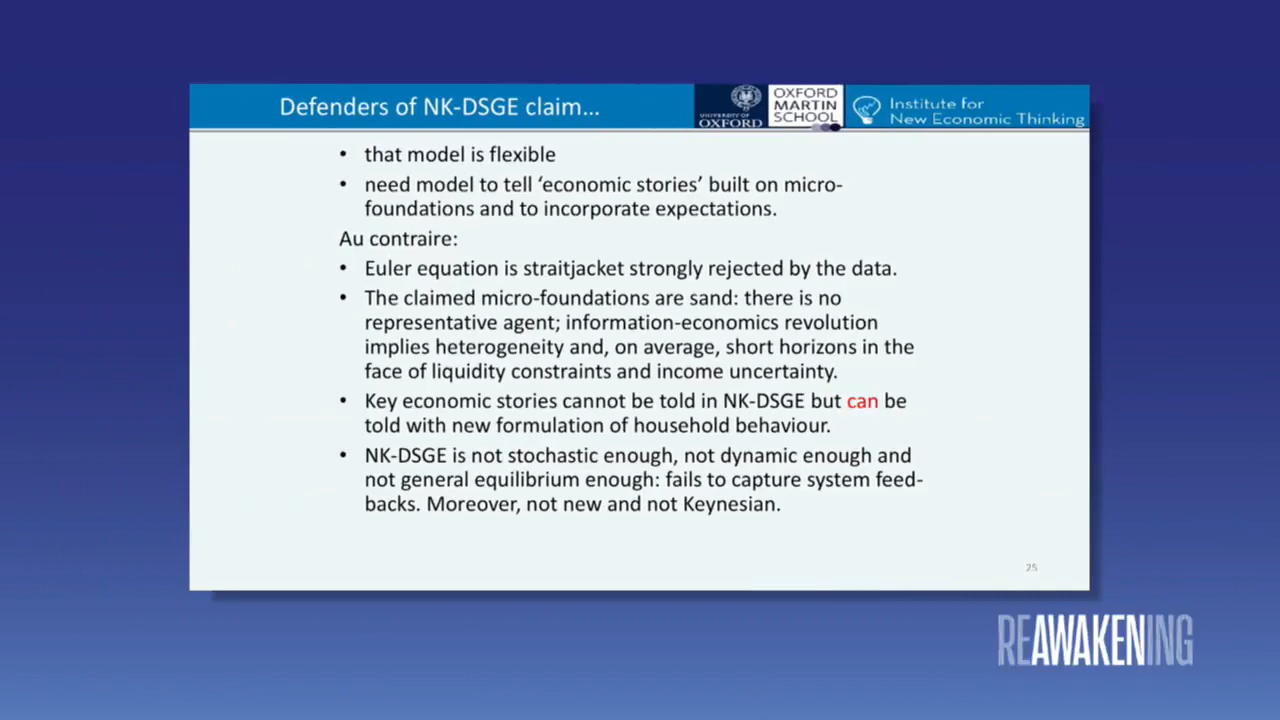 Defenders of NK-DSGE claim…
UNIVERSITY OF
OXFORD
OXFORD
MARTIN
SCHOOL
Institute for
New Economic Thinking
• that model is flexible
• need model to tell ‘economic stories’ built on micro-
foundations and to incorporate expectations.
Au contraire:
• Euler equation is straitjacket strongly rejected by the data.
• The claimed micro-foundations are sand: there is no
representative agent; information-economics revolution
implies heterogeneity and, on average, short horizons in the
face of liquidity constraints and income uncertainty.
• Key economic stories cannot be told in NK-DSGE but can be
told with new formulation of household behaviour.
• NK-DSGE is not stochastic enough, not dynamic enough and
not general equilibrium enough: fails to capture system feed-
backs. Moreover, not new and not Keynesian.
25
REAWAKENING